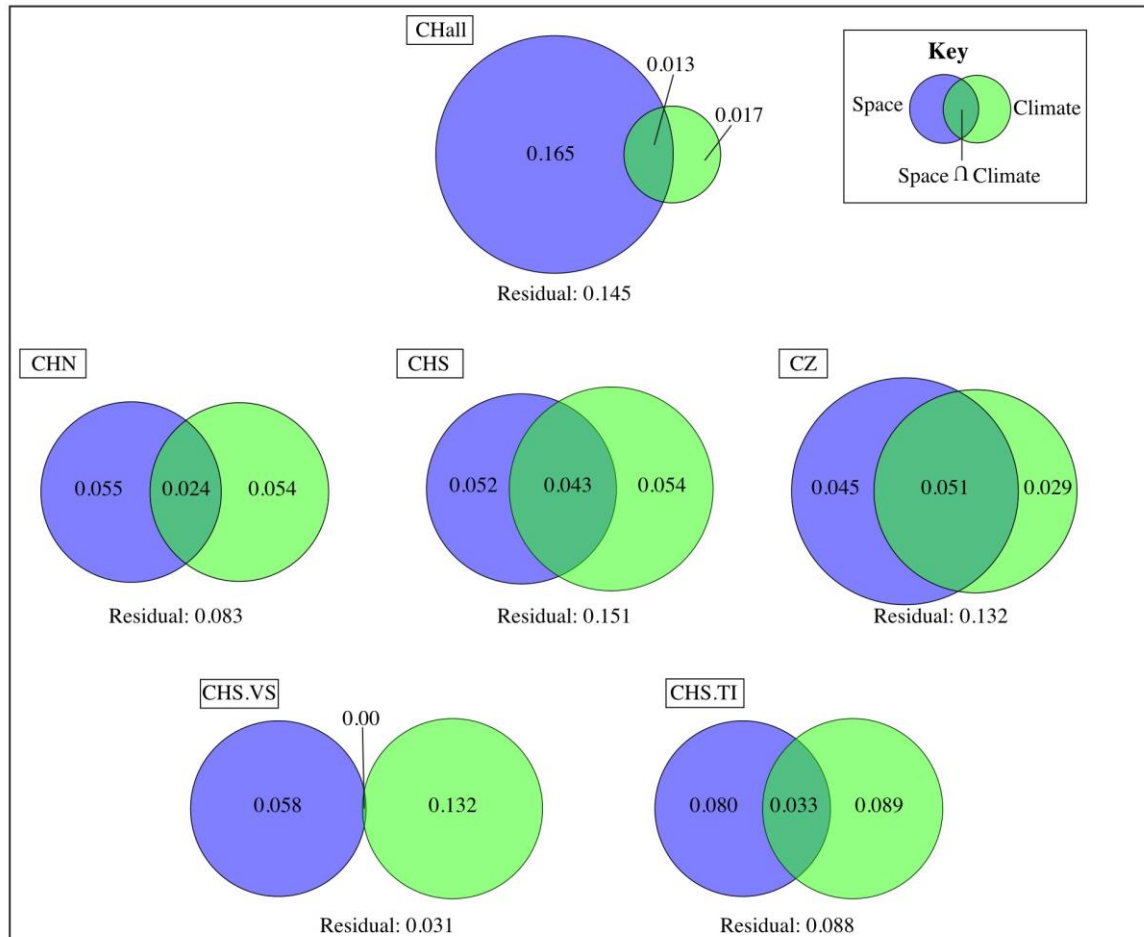 CHall
0.013
0.017
0.165
Residual: 0.145
Key
Space
Climate
Space ∩ Climate
CHN
0.055
0.024
0.054
Residual: 0.083
CHS
0.052
0.043
0.054
Residual: 0.151
CZ
0.045
0.051
0.029
Residual: 0.132
CHS.VS
0.00
0.058
0.132
Residual: 0.031
CHS.TI
0.080
0.033
0.089
Residual: 0.088